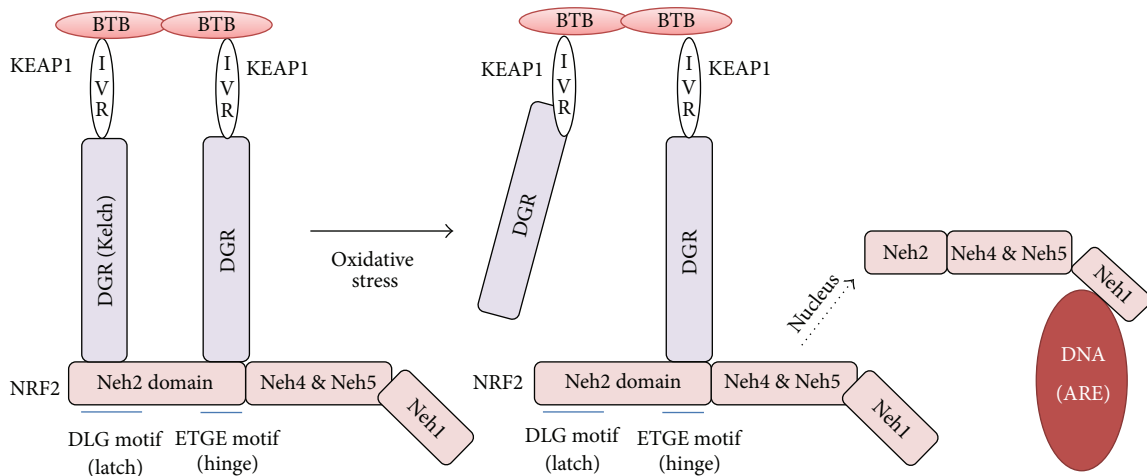 BTB
BTB
KEAP1
I
V
R
I
V
R
KEAP1
DGR (Kelch)
DGR
NRF2
Neh2 domain
Neh4 & Neh5
Neh1
DLG motif
(latch)
ETGE motif
(hinge)
Oxidative
stress
BTB
BTB
KEAP1
I
V
R
I
V
R
KEAP1
DGR
DGR
NRF2
Neh2 domain
Neh4 & Neh5
Neh1
DLG motif
(latch)
ETGE motif
(hinge)
Nucleus
Neh2
Neh4 & Neh5
Neh1
DNA
(ARE)